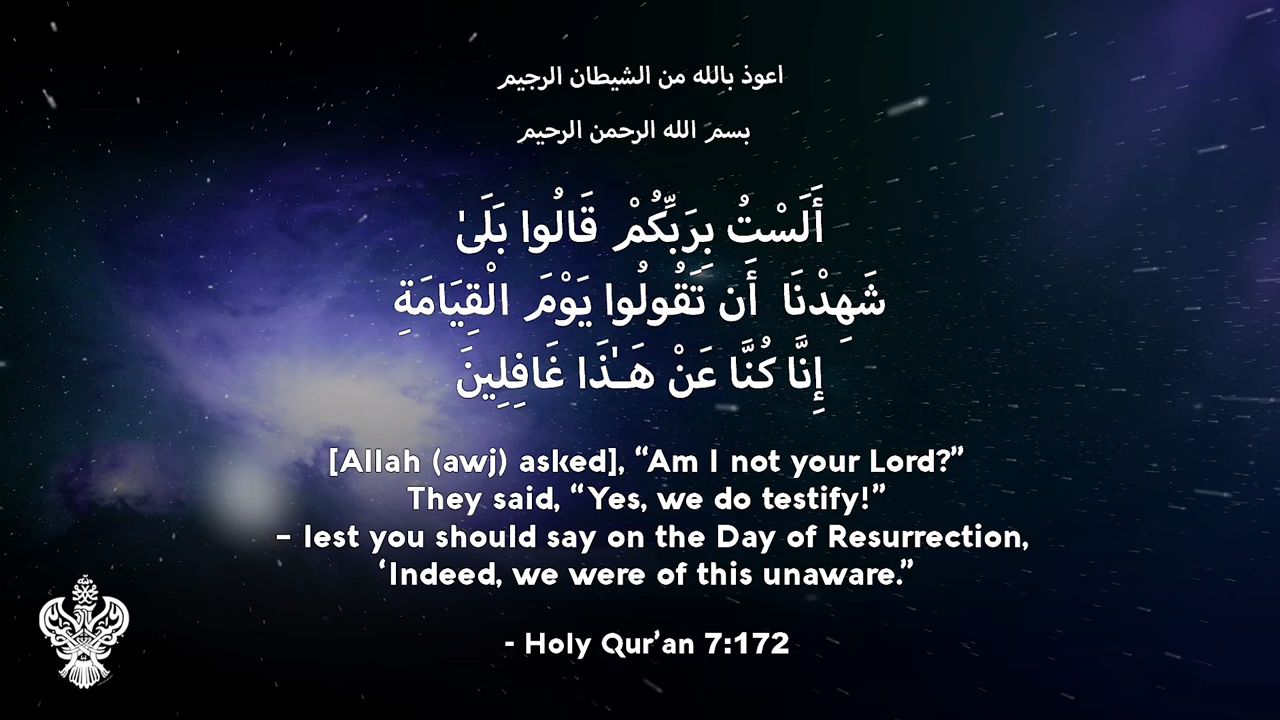 اعوذ بالله من الشيطان الرجيم
بسم الله الرحمن الرحيم
أَلَسْتُ بِرَبِّكُمْ قَالُوا بَلَىٰ
شَهِدْنَا أَن تَقُولُوا يَوْمَ الْقِيَامَةِ
إِنَّا كُنَّا عَنْ هَـٰذَا غَافِلِينَ
[Allah (awj) asked], “Am I not your Lord?”
They said, “Yes, we do testify!”
– lest you should say on the Day of Resurrection,
‘Indeed, we were of this unaware.”
- Holy Qur’an 7:172